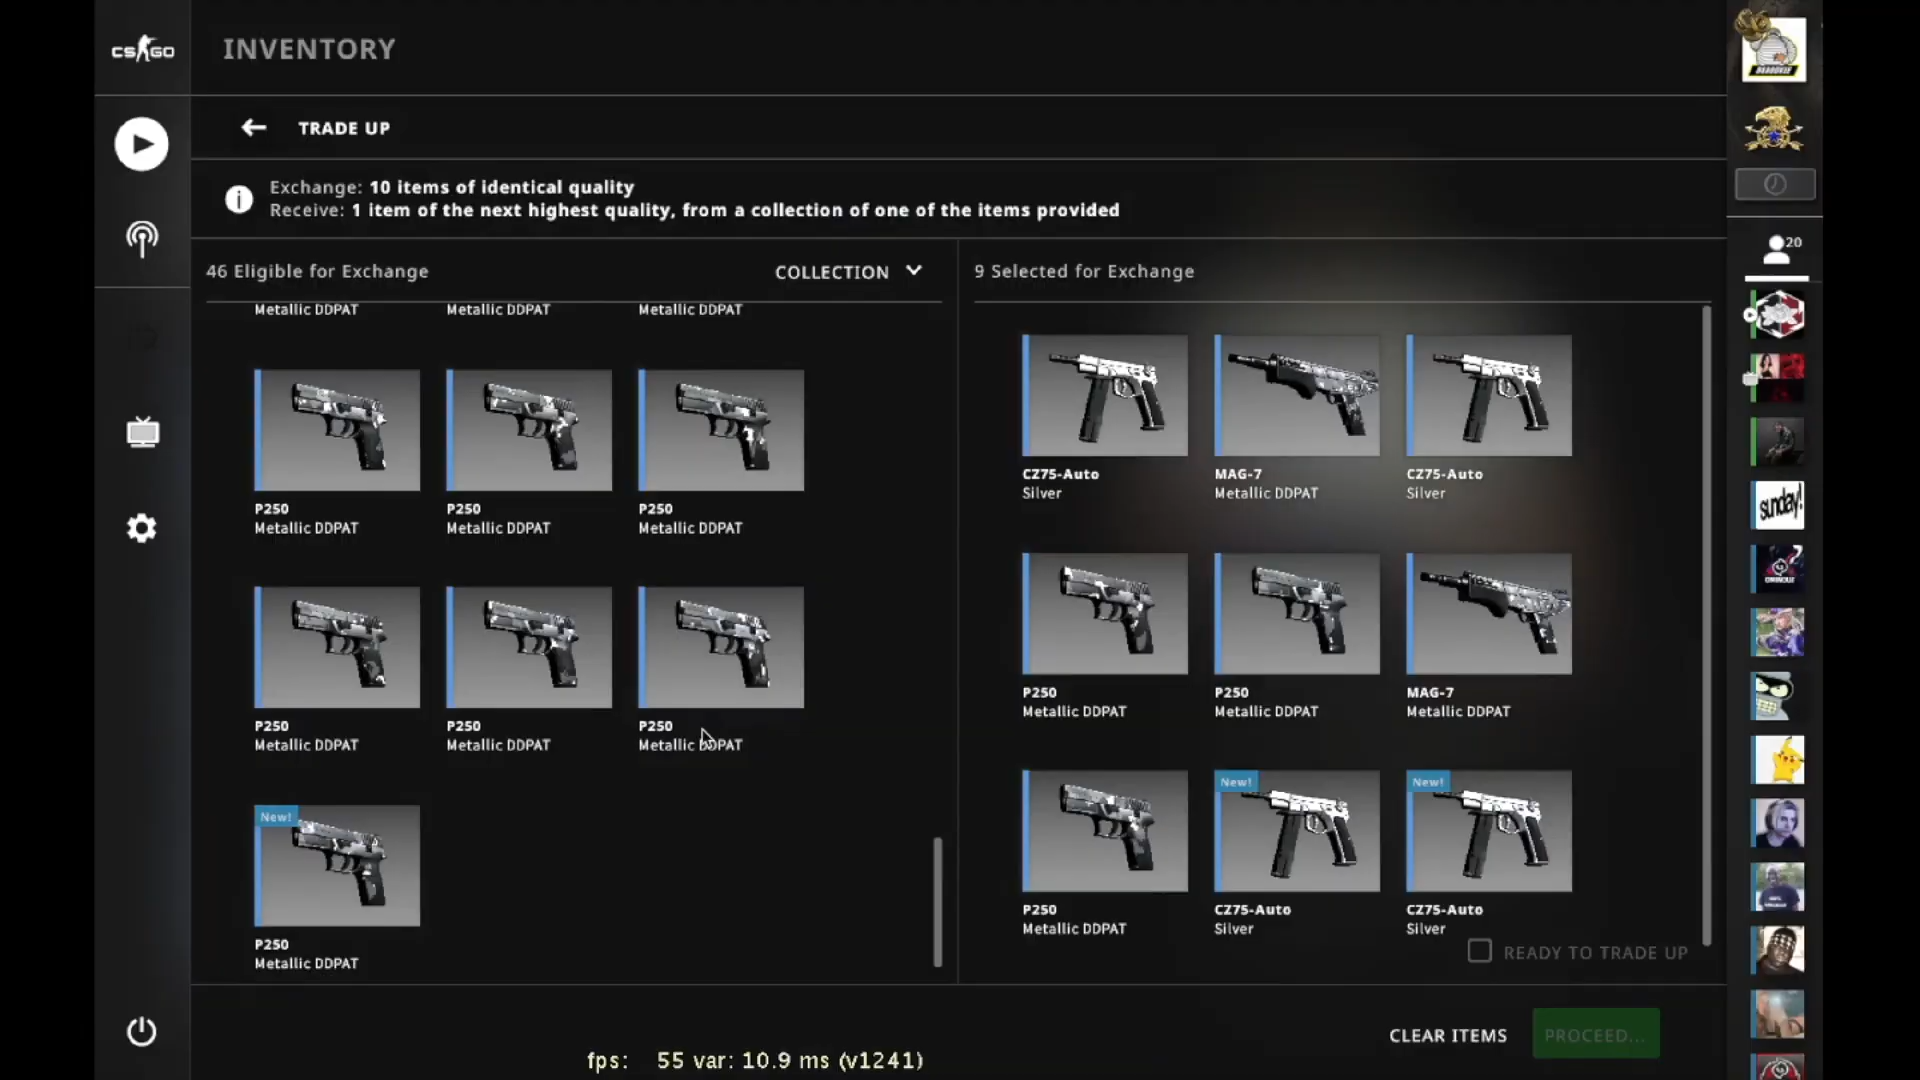 CS GO
INVENTORY
TRADE UP
Exchange: 10 items of identical quality
Receive: 1 item of the next highest quality, from a collection of one of the items provided
46 Eligible for Exchange
COLLECTION
9 Selected for Exchange
Metallic DDPAT
Metallic DDPAT
Metallic DDPAT
P250
Metallic DDPAT
P250
Metallic DDPAT
P250
Metallic DDPAT
P250
Metallic DDPAT
P250
Metallic DDPAT
P250
Metallic DDPAT
New!
P250
Metallic DDPAT
CZ75-Auto
Silver
MAG-7
Metallic DDPAT
CZ75-Auto
Silver
P250
Metallic DDPAT
P250
Metallic DDPAT
MAG-7
Metallic DDPAT
P250
Metallic DDPAT
New!
CZ75-Auto
Silver
New!
CZ75-Auto
Silver
READY TO TRADE UP
CLEAR ITEMS
PROCEED...
fps: 55 var: 10.9 ms (v1241)
20
sunday!